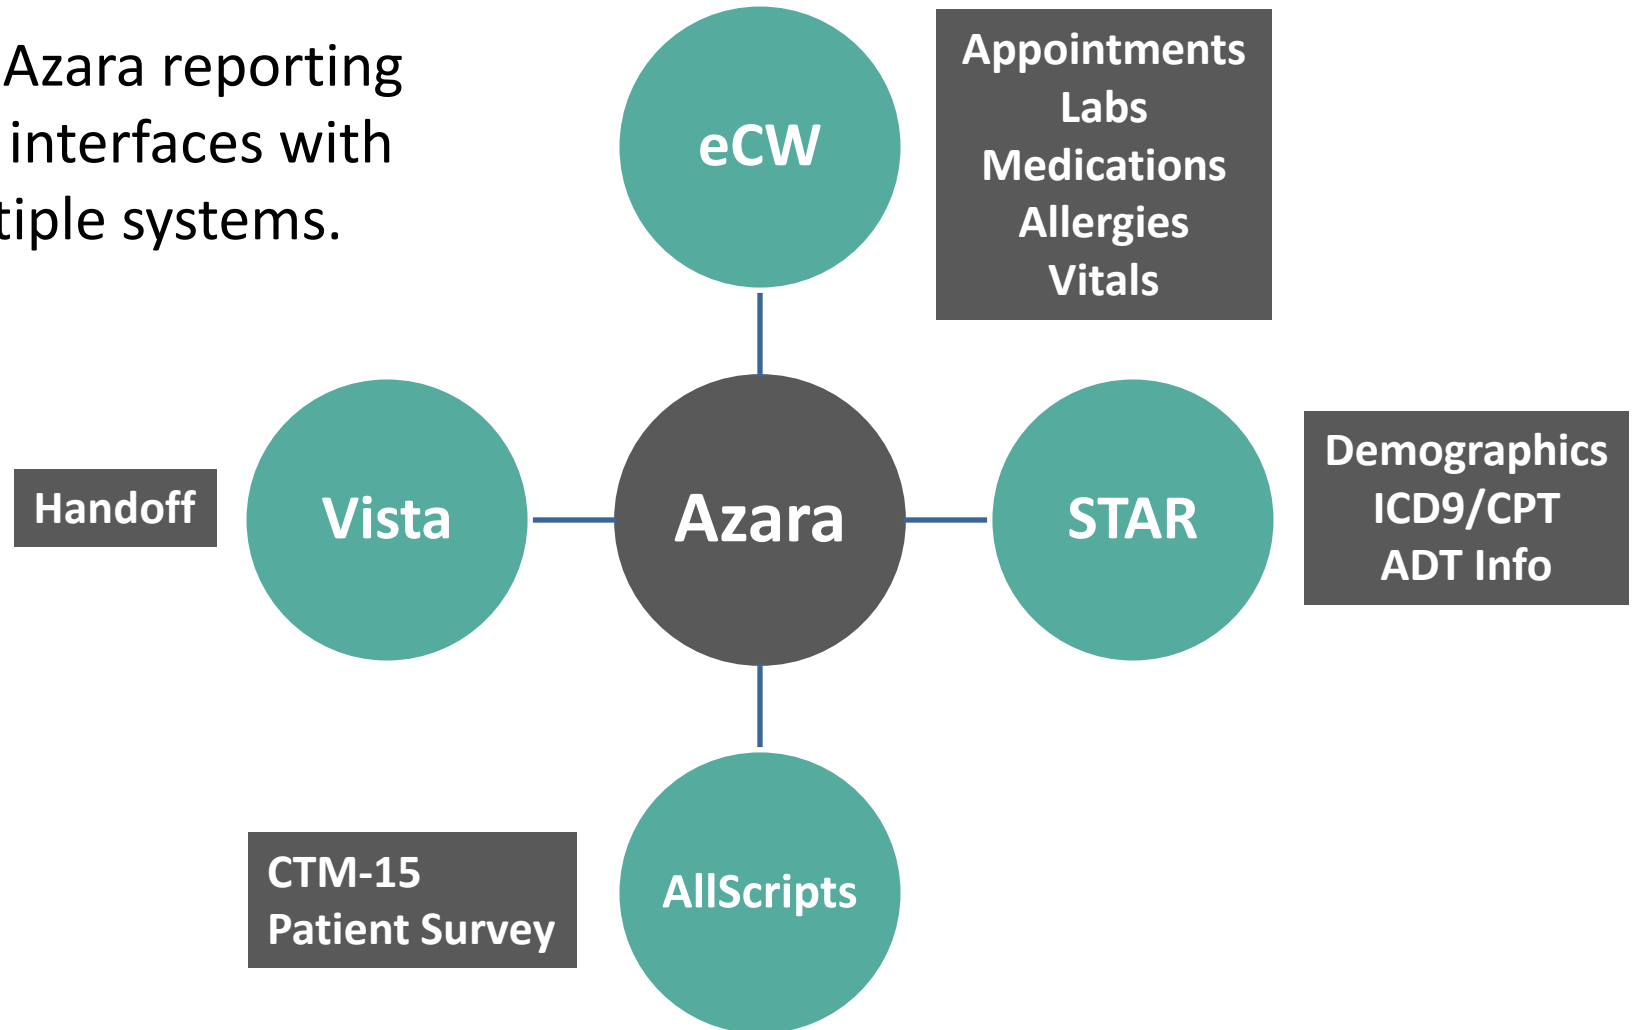 Azara reporting
interfaces with
tiple systems.
eCW
Appointments
Labs
Medications
Allergies
Vitals
Handoff
Vista
Azara
STAR
Demographics
ICD9/CPT
ADT Info
CTM-15
Patient Survey
AllScripts